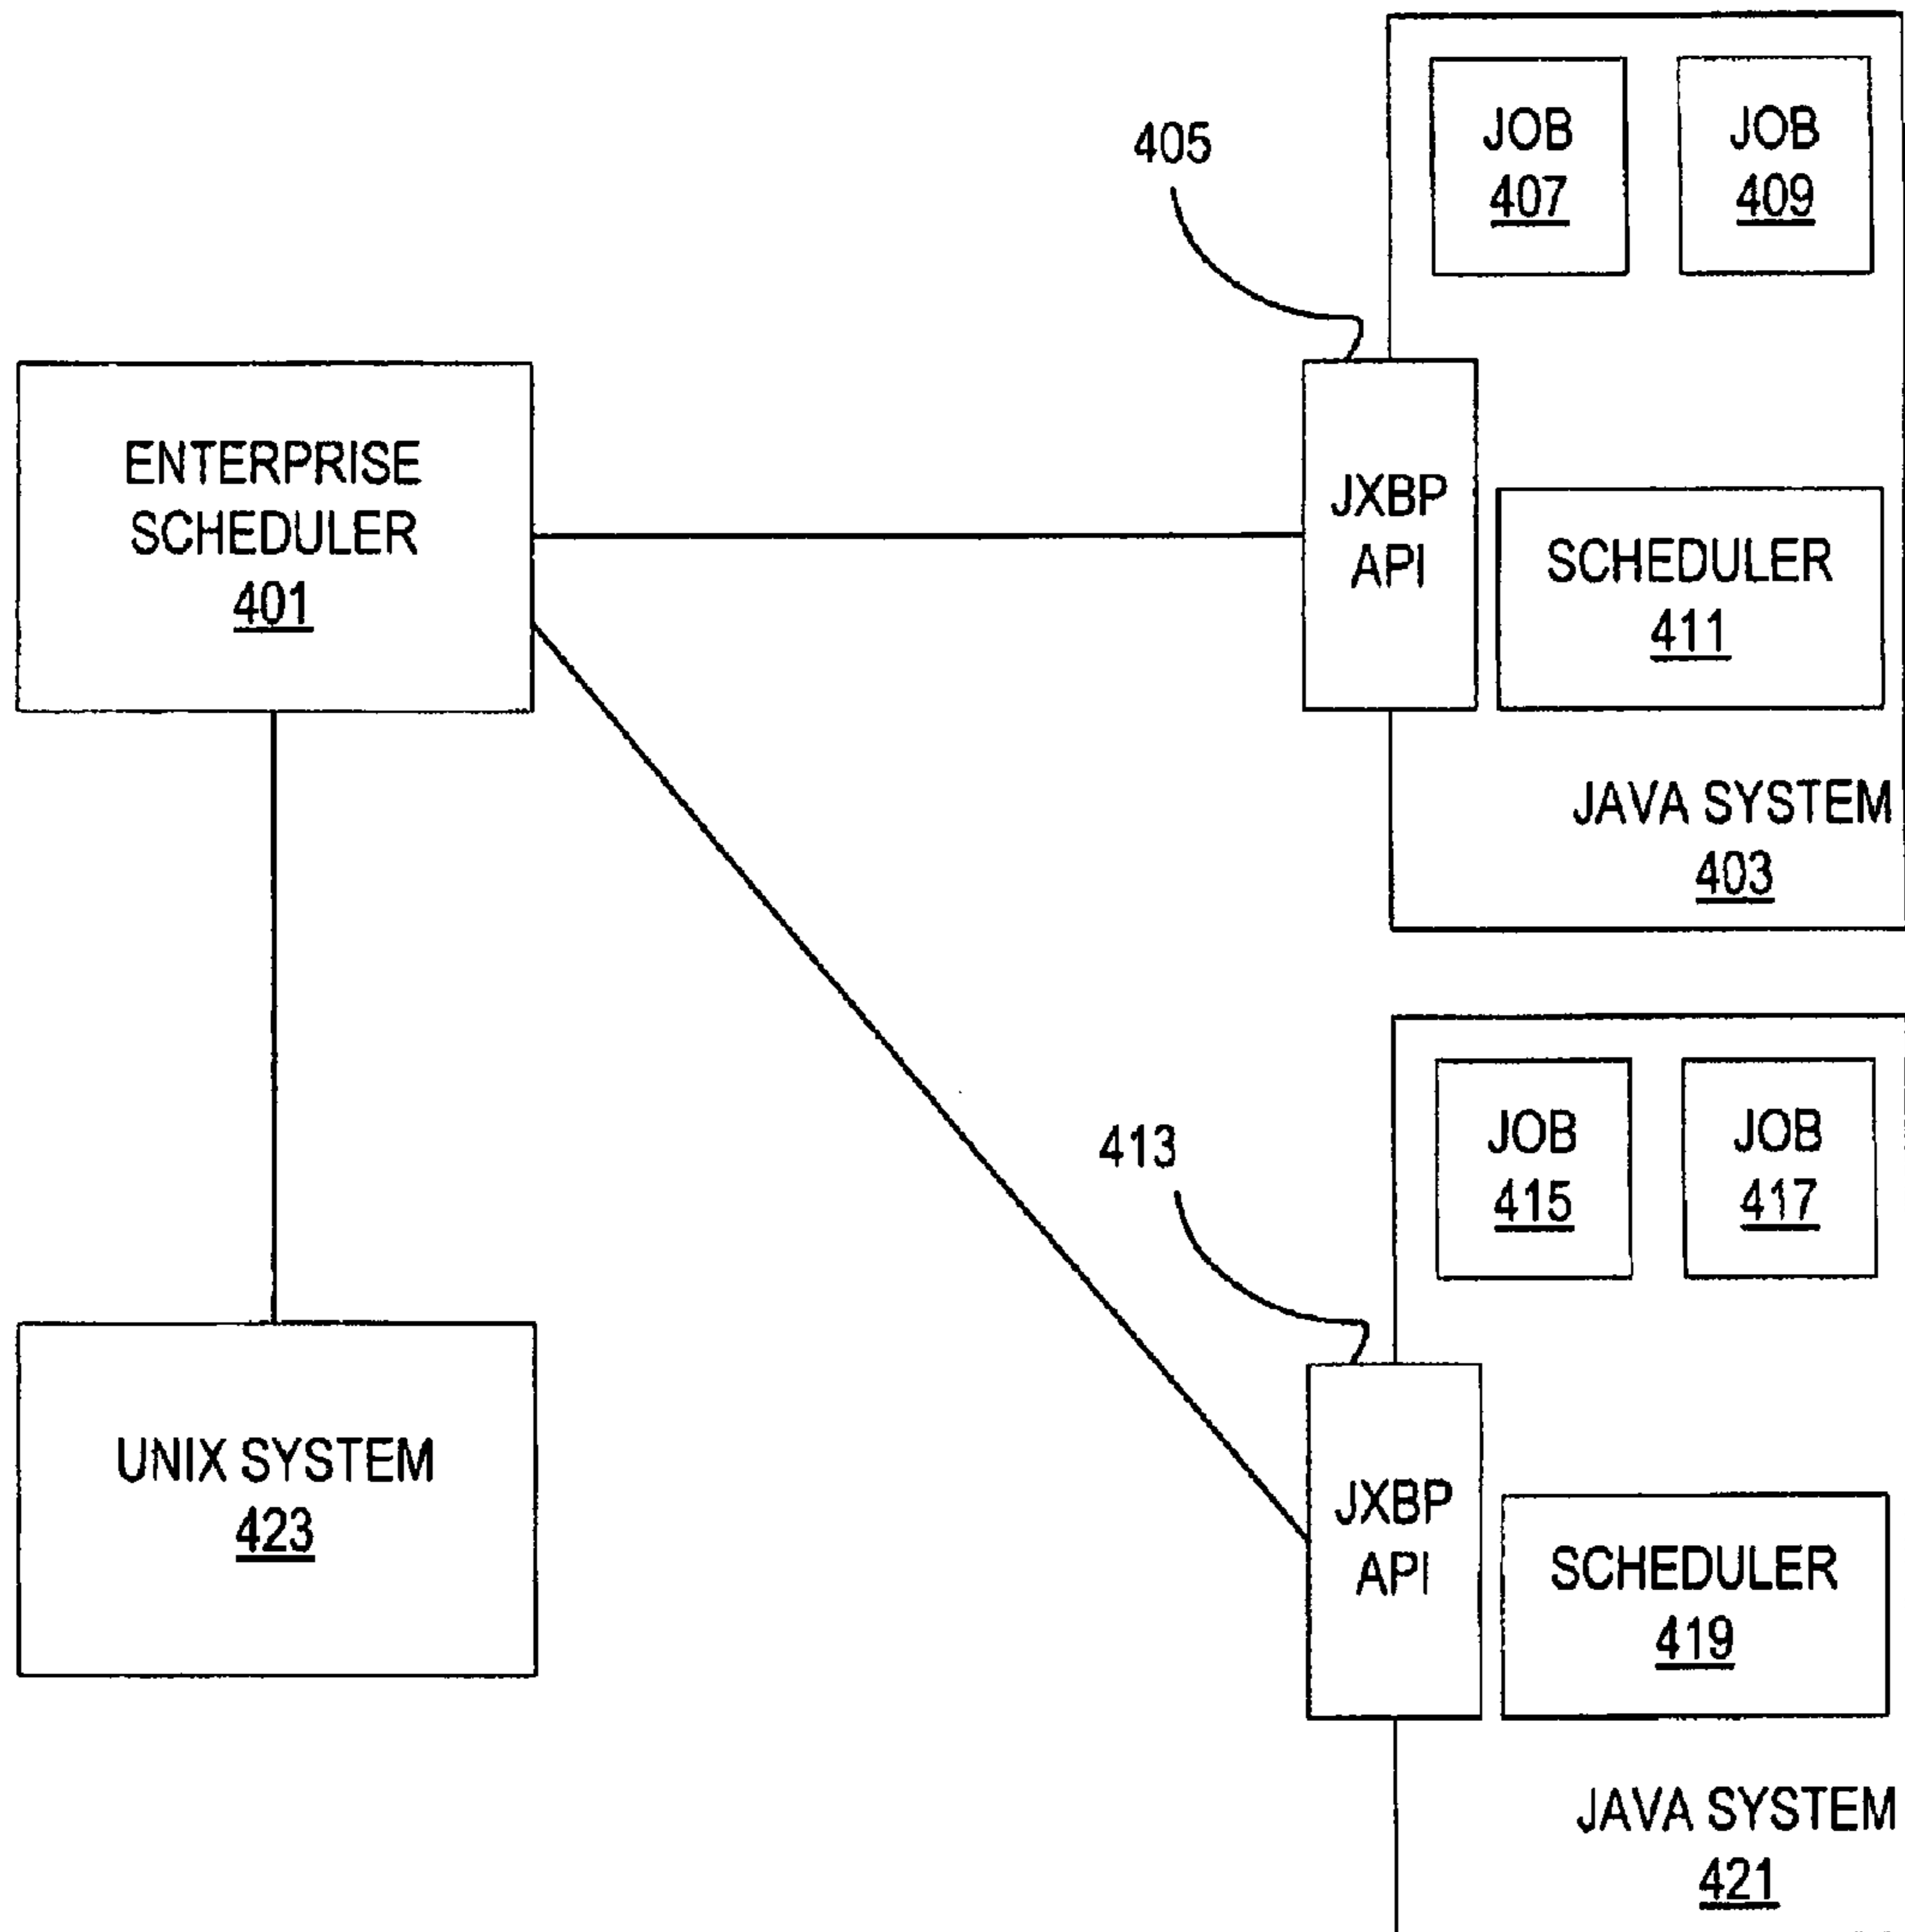 405
JOB
407
JOB
409
ENTERPRISE
SCHEDULER
401
JXBP
API
SCHEDULER
411
JAVA SYSTEM
403
413
JOB
415
JOB
417
UNIX SYSTEM
423
JXBP
API
SCHEDULER
419
JAVA SYSTEM
421